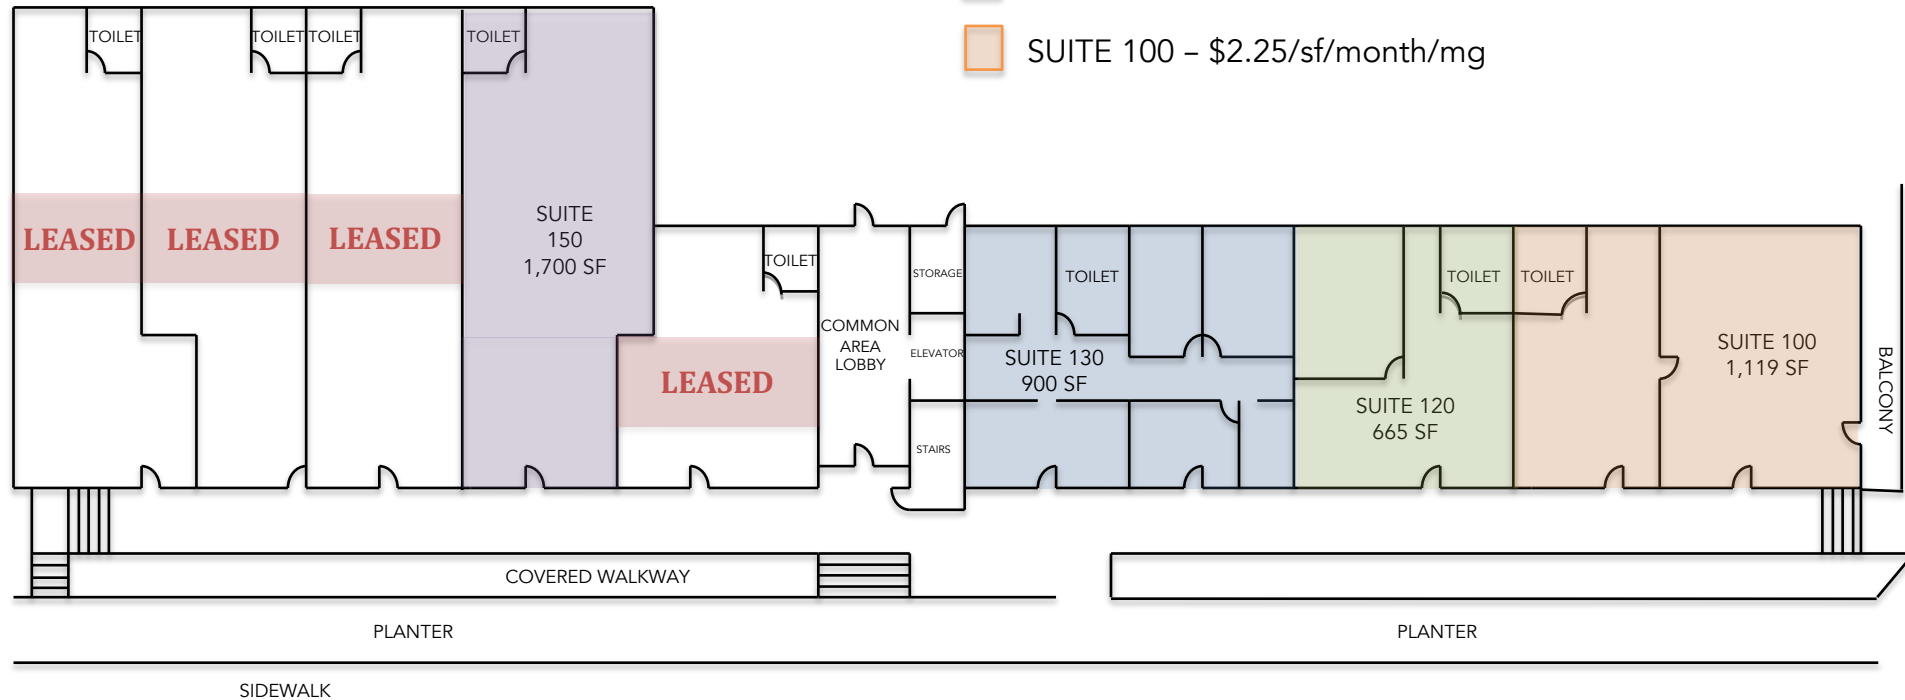 SUITE 100 – $2.25/sf/month/mg
TOILET
TOILET
TOILET
TOILET
LEASED
LEASED
LEASED
SUITE
150
1,700 SF
TOILET
LEASED
COMMON
AREA
LOBBY
STORAGE
ELEVATOR
STAIRS
TOILET
SUITE 130
900 SF
TOILET
SUITE 120
665 SF
TOILET
SUITE 100
1,119 SF
BALCONY
COVERED WALKWAY
PLANTER
PLANTER
SIDEWALK